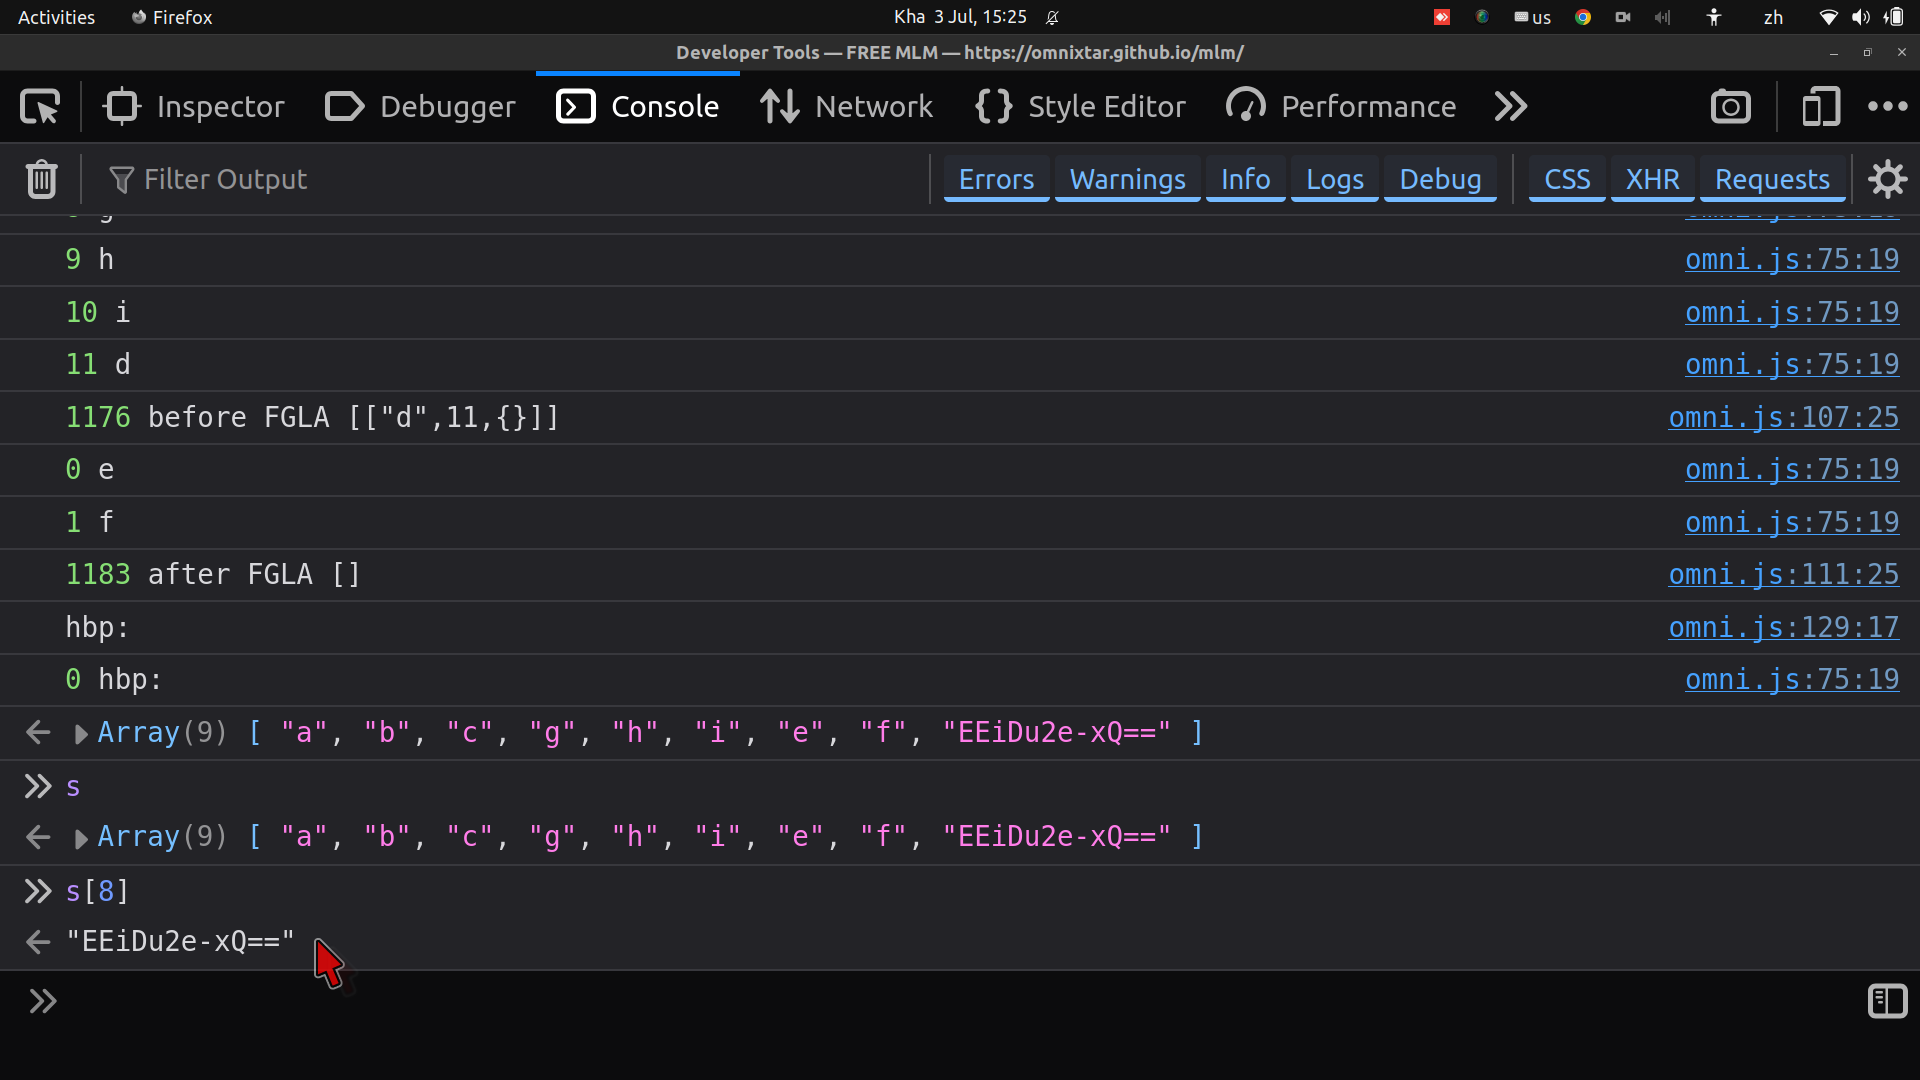 Activities Firefox Kha 3 Jul, 15:25 us zh
Developer Tools — FREE MLM — https://omnixtar.github.io/mlm/
Inspector Debugger Console Network Style Editor Performance
Filter Output Errors Warnings Info Logs Debug CSS XHR Requests
9 h omni.js:75:19
10 i omni.js:75:19
11 d omni.js:75:19
1176 before FGLA [["d",11,{}]] omni.js:107:25
0 e omni.js:75:19
1 f omni.js:75:19
1183 after FGLA [] omni.js:111:25
hbp: omni.js:129:17
0 hbp: omni.js:75:19
Array(9) [ "a", "b", "c", "g", "h", "i", "e", "f", "EEiDu2e-xQ==" ]
s
Array(9) [ "a", "b", "c", "g", "h", "i", "e", "f", "EEiDu2e-xQ==" ]
s[8]
"EEiDu2e-xQ=="